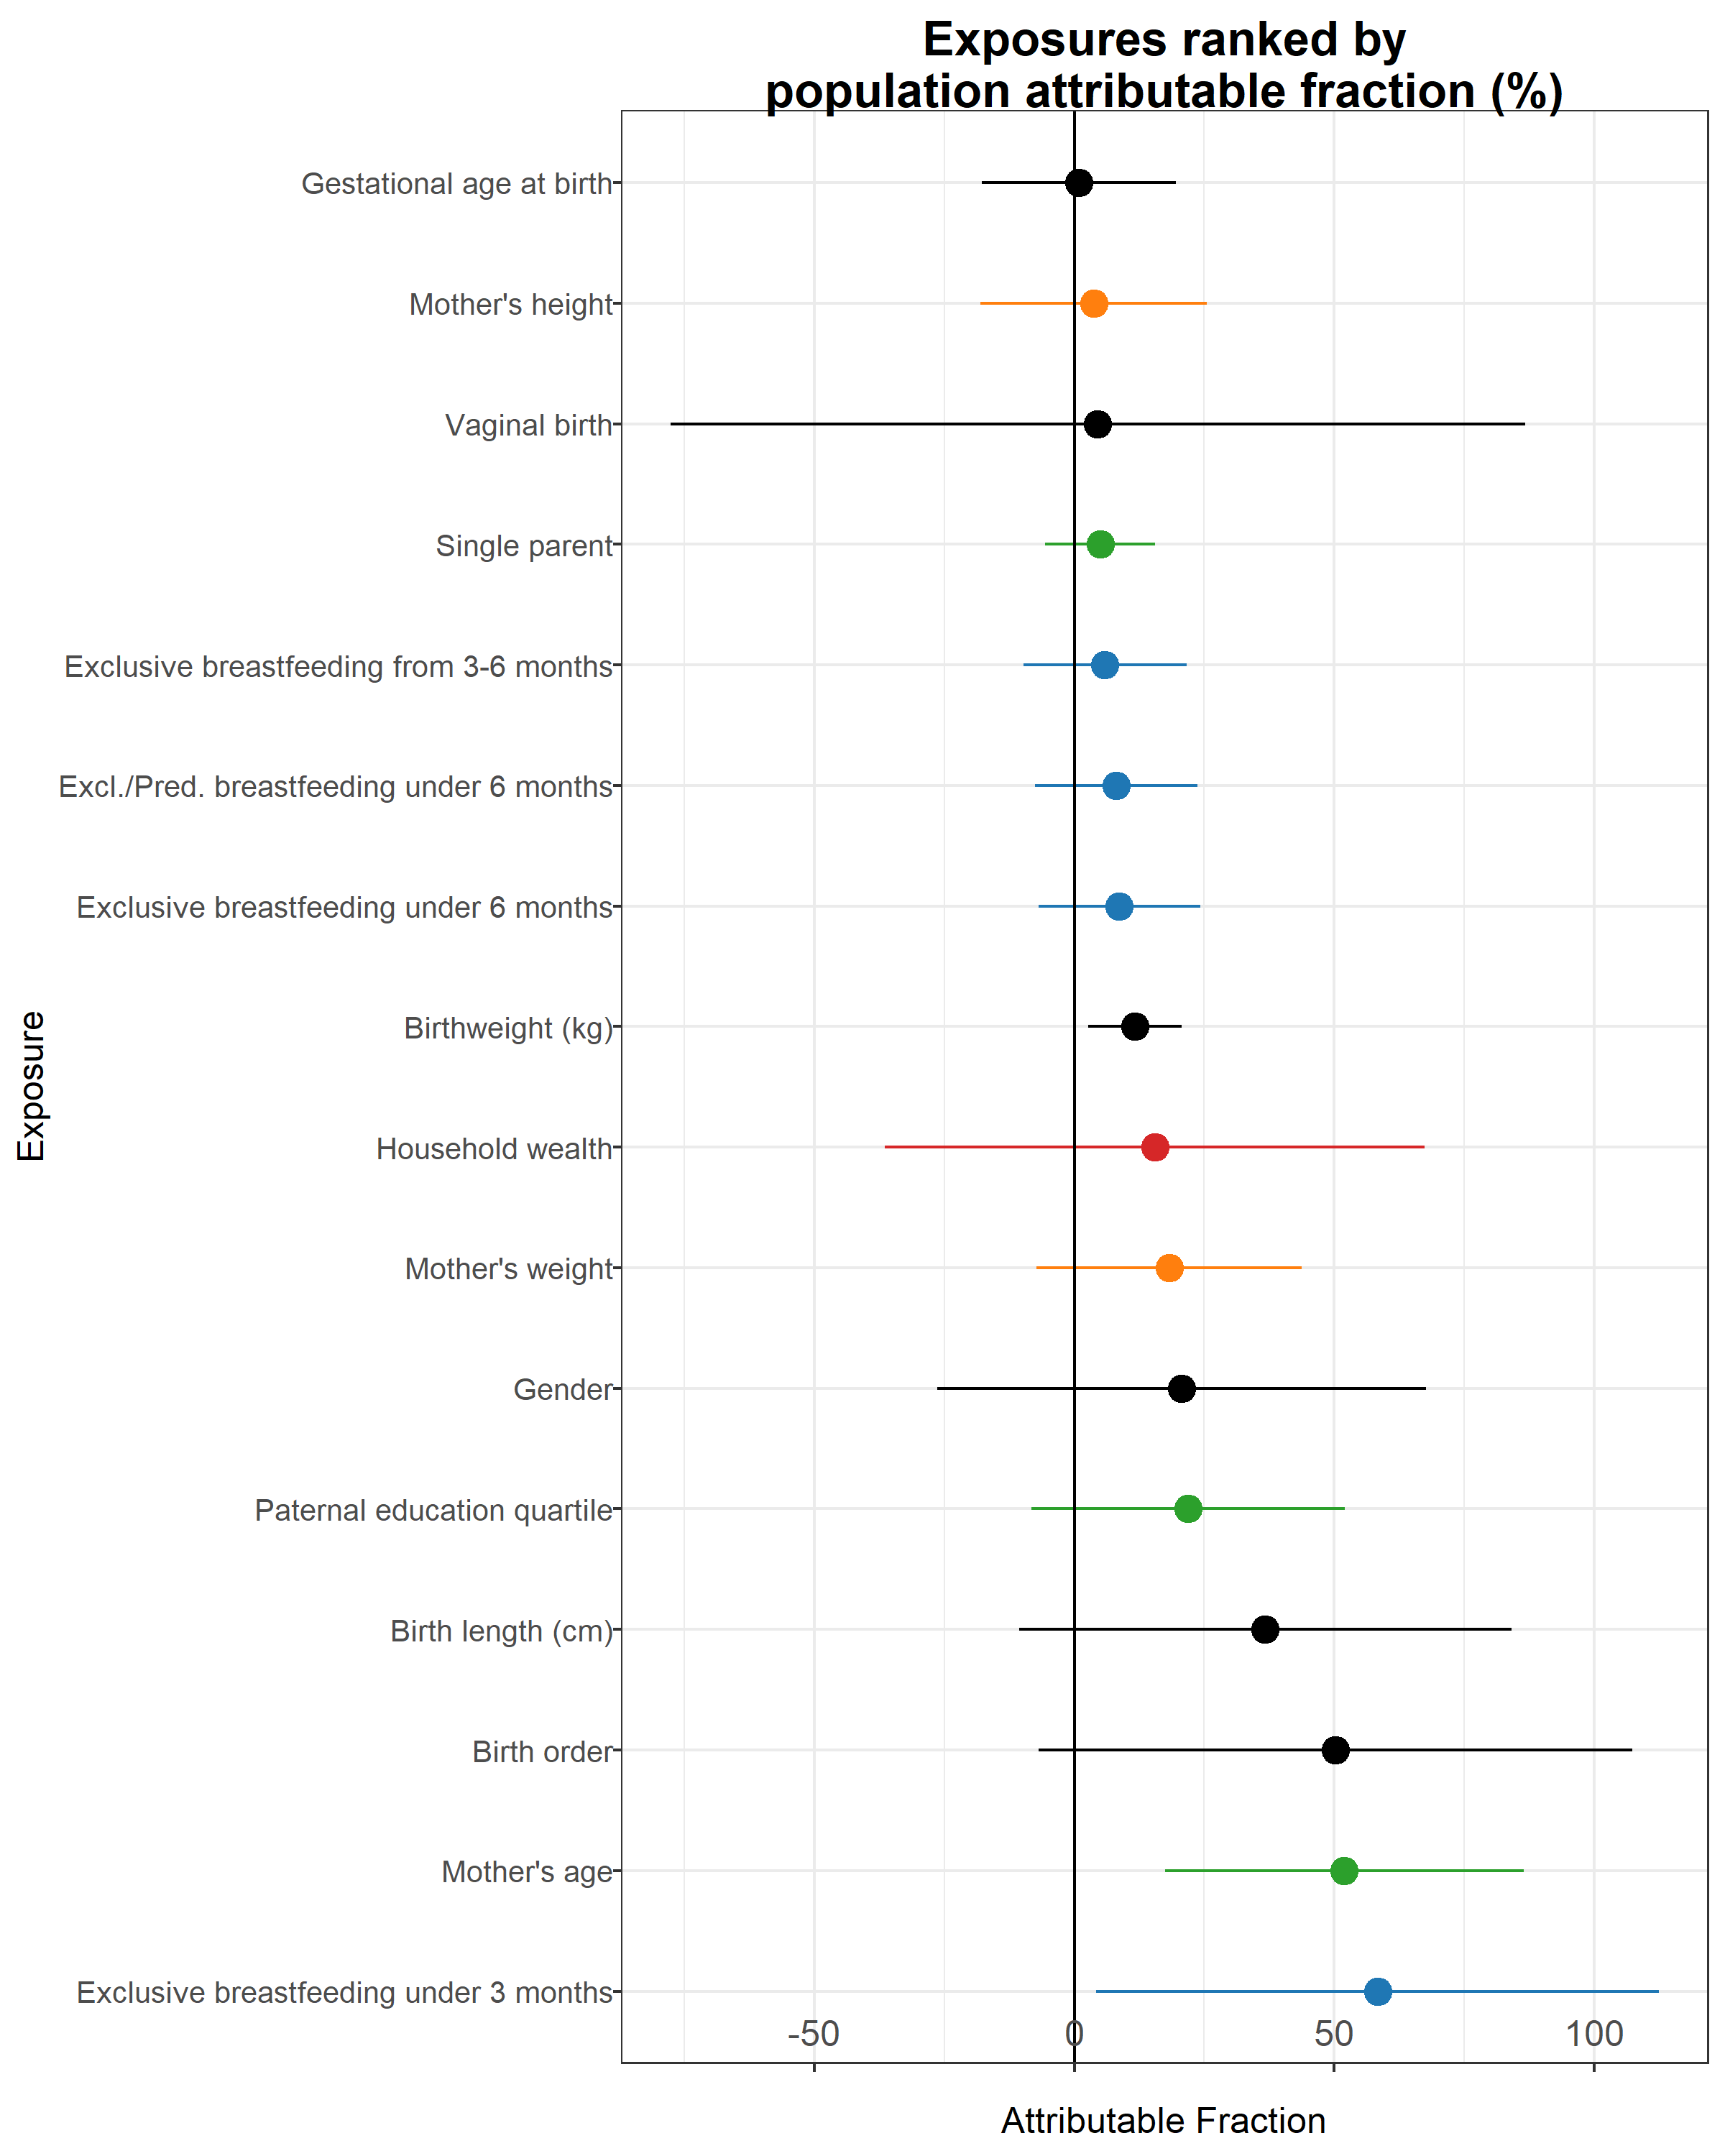 Exposures ranked by
population attributable fraction (%)
Gestational age at birth
Mother's height
Vaginal birth
Single parent
Exclusive breastfeeding from 3-6 months
Excl./Pred. breastfeeding under 6 months
Exclusive breastfeeding under 6 months
Birthweight (kg)
Household wealth
Mother's weight
Gender
Paternal education quartile
Birth length (cm)
Birth order
Mother's age
Exclusive breastfeeding under 3 months
Exposure
-50 0 50 100
Attributable Fraction